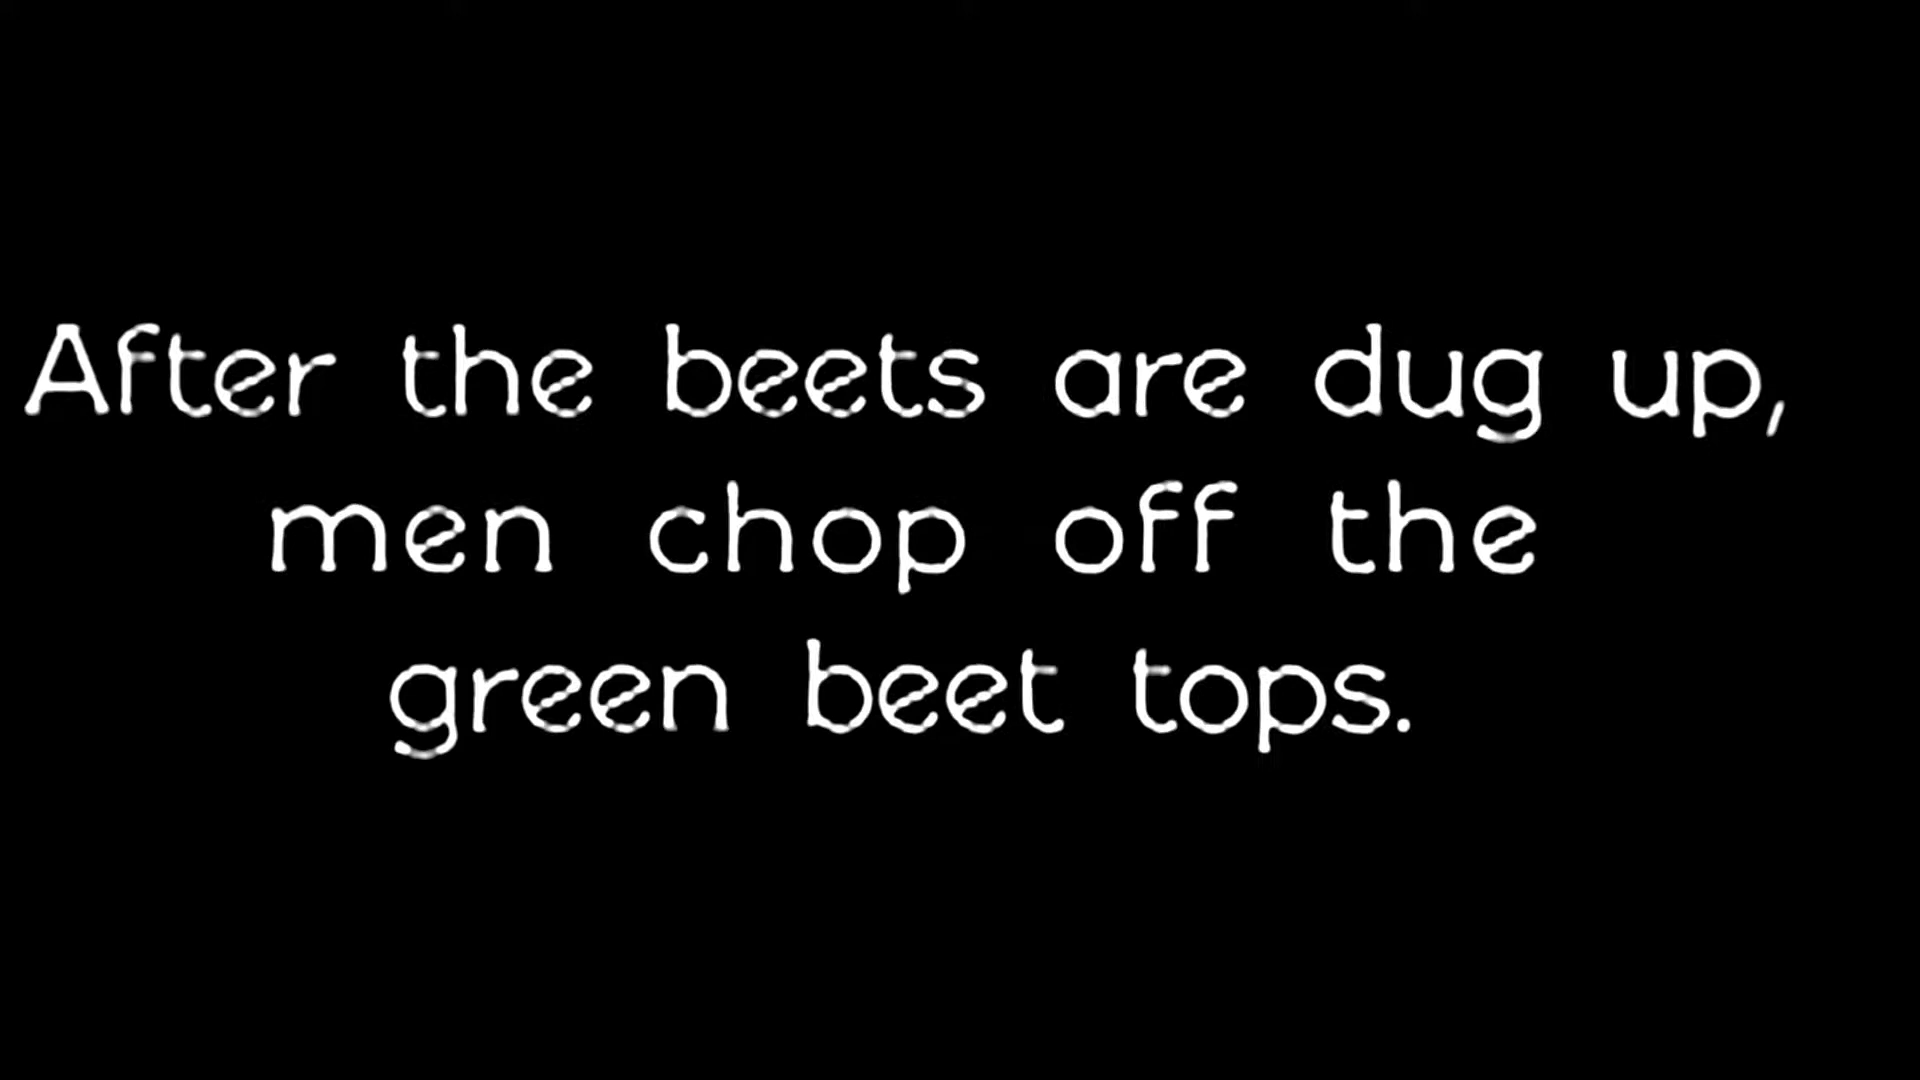 After the beets are dug up,
men chop off the
green beet tops.